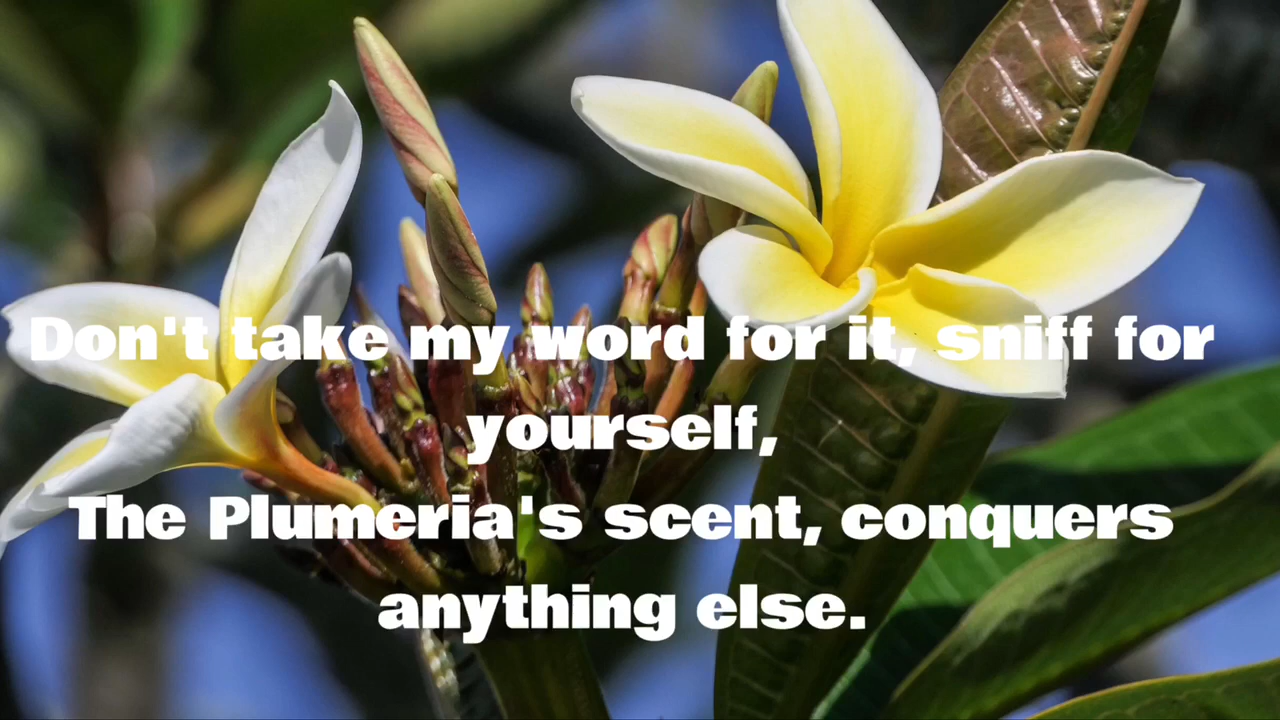 Don't take my word for it, sniff for
yourself,
The Plumeria's scent, conquers
anything else.